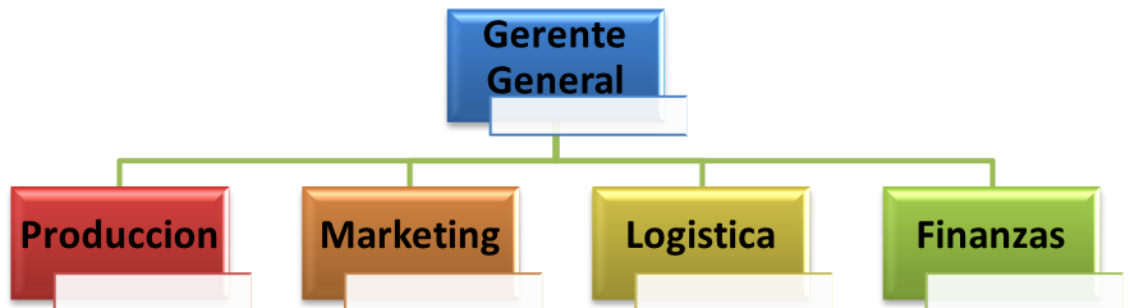 Gerente
General
Produccion
Marketing
Logistica
Finanzas